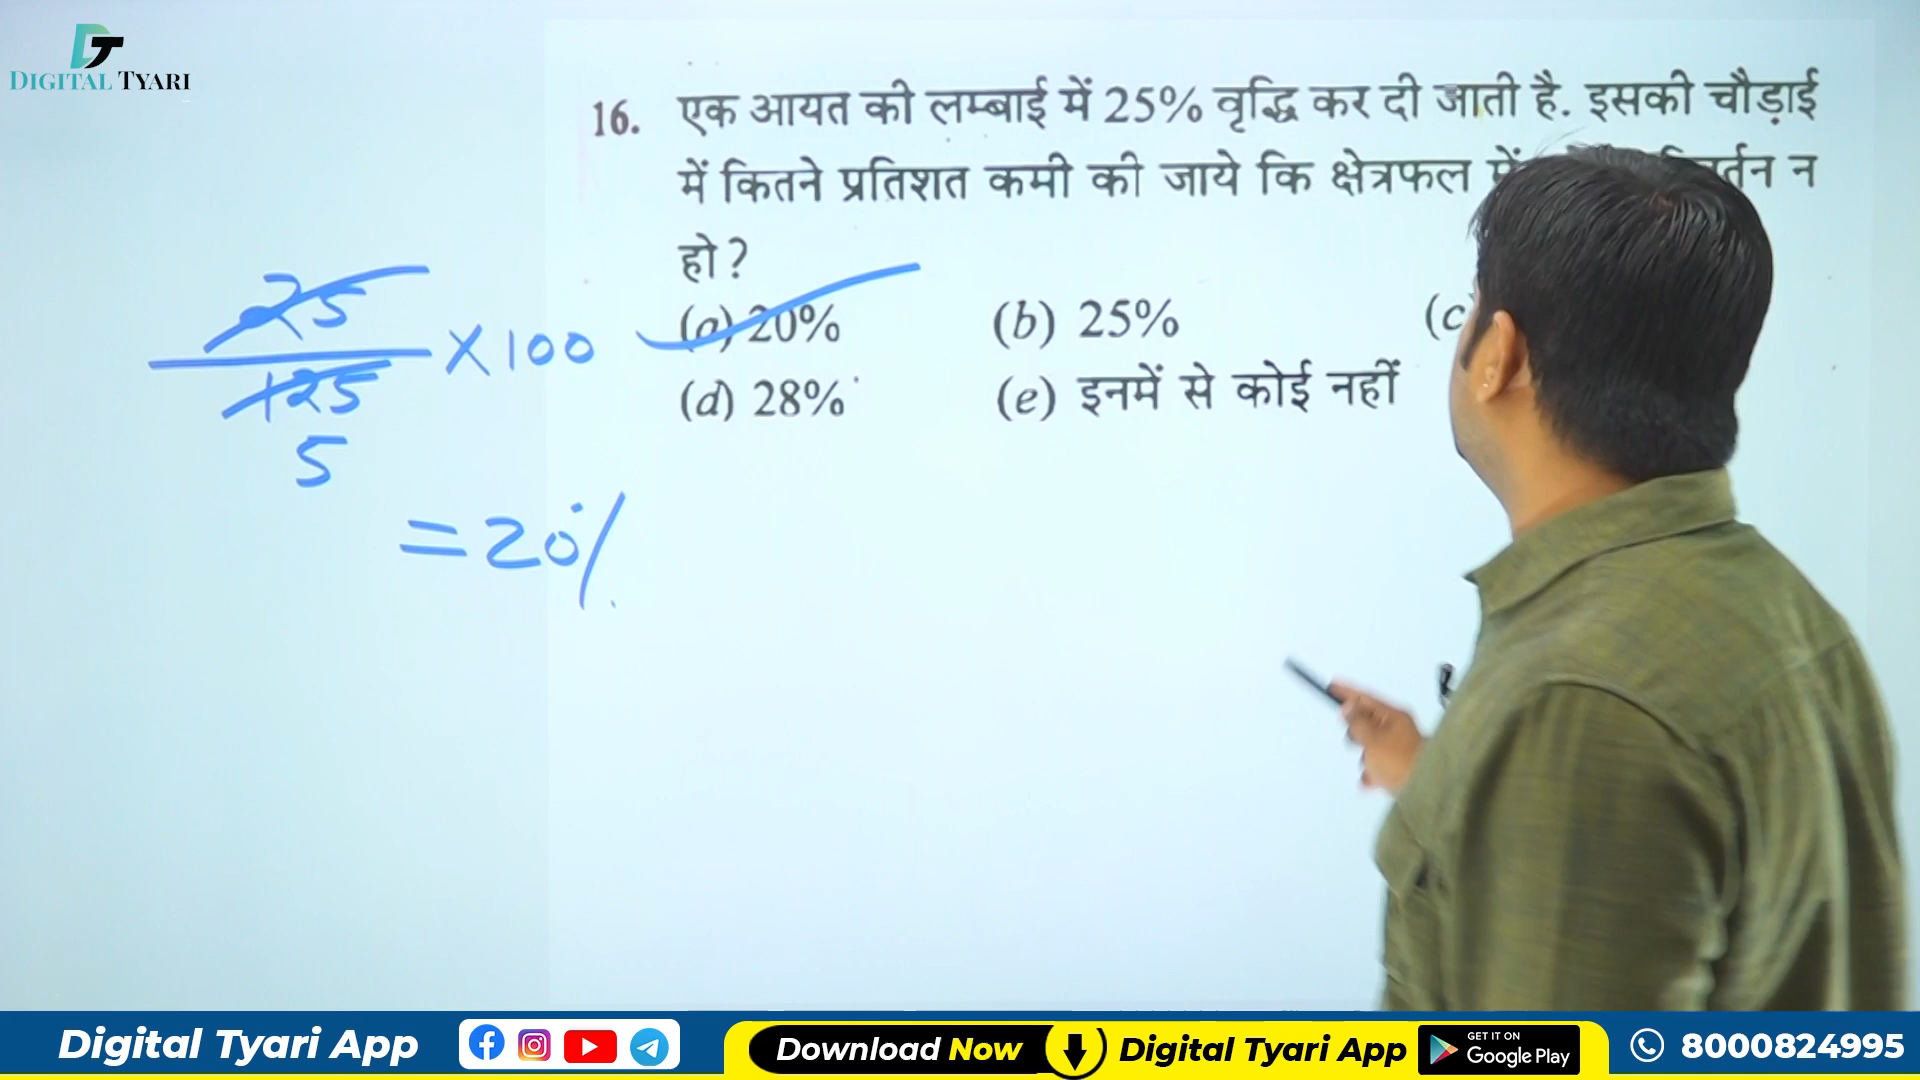 DT
DIGITAL TYARI
16. एक आयत की लम्बाई में 25% वृद्धि कर दी जाती है. इसकी चौड़ाई
में कितने प्रतिशत कमी की जाये कि क्षेत्रफल में न
हो ?
(a) 20% (b) 25% (c
(d) 28% (e) इनमें से कोई नहीं
25
125
× 100
5
= 20%
Digital Tyari App
Download Now
Digital Tyari App
GET IT ON
Google Play
8000824995